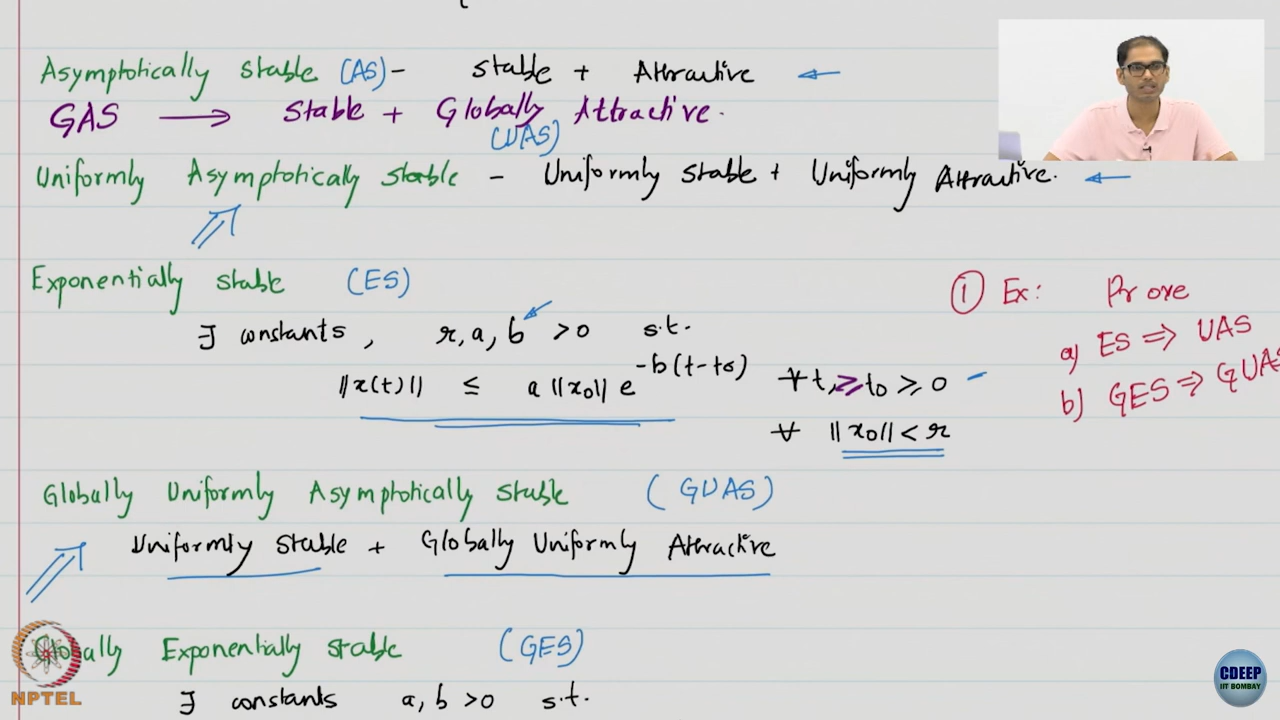 Asymptotically Stable (AS) - Stable + Attractive
GAS → Stable + Globally Attractive.
(UAS)
Uniformly Asymptotically stable - Uniformly stable + Uniformly Attractive.
Exponentially stable (ES)
∃ constants, r, a, b > 0 s.t.
||x(t)|| ≤ a ||x0|| e^{-b(t-t0)} ∀ t, ≥ t0 ≥ 0
∀ ||x0|| < r
① Ex: Prove
a) ES ⇒ UAS
b) GES ⇒ GUAS
Globally Uniformly Asymptotically Stable (GUAS)
Uniformly Stable + Globally Uniformly Attractive
Globally Exponentially stable (GES)
∃ constants a, b > 0 s.t.
NPTEL
CDEEP
IIT BOMBAY